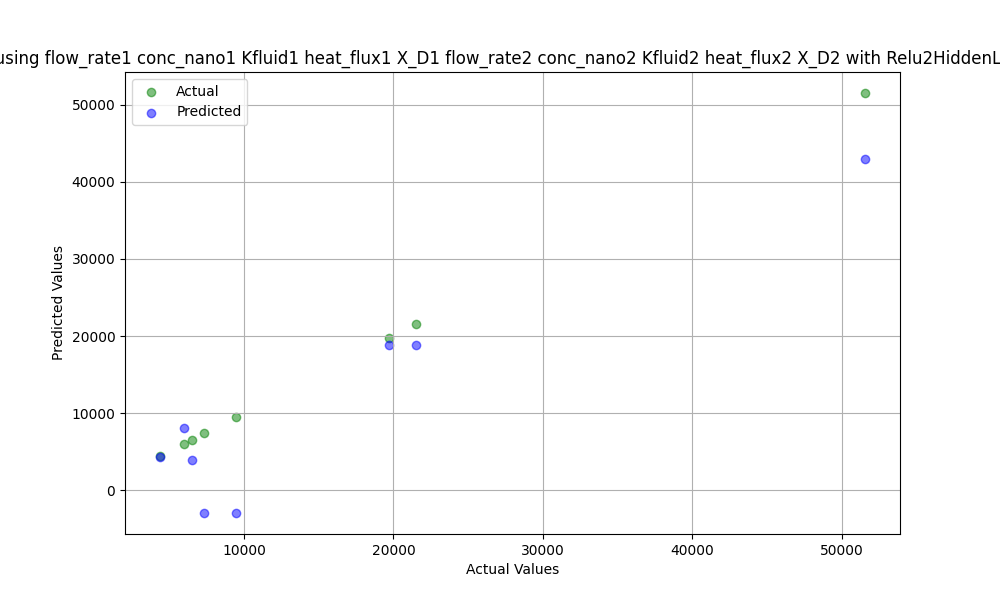 using flow_rate1 conc_nano1 Kfluid1 heat_flux1 X_D1 flow_rate2 conc_nano2 Kfluid2 heat_flux2 X_D2 with Relu2HiddenL
Actual
Predicted
50000
40000
30000
20000
10000
0
Predicted Values
10000
20000
30000
40000
50000
Actual Values